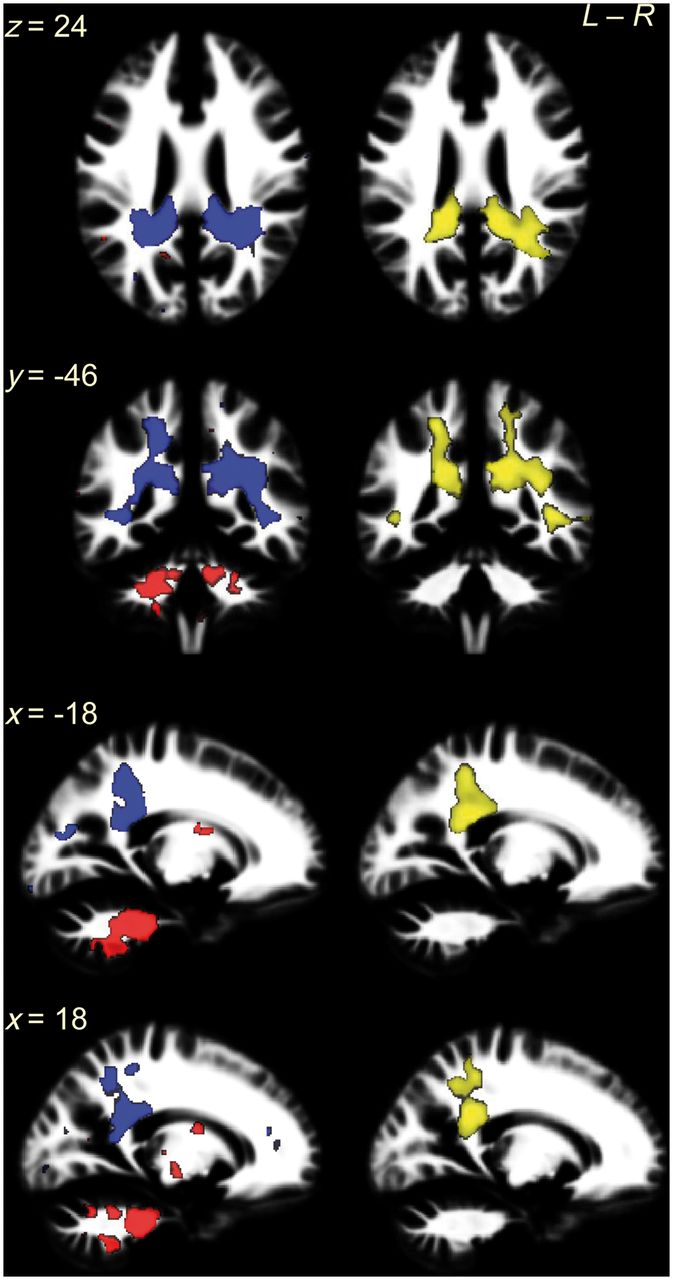 z = 24
L – R
y = -46
x = -18
x = 18